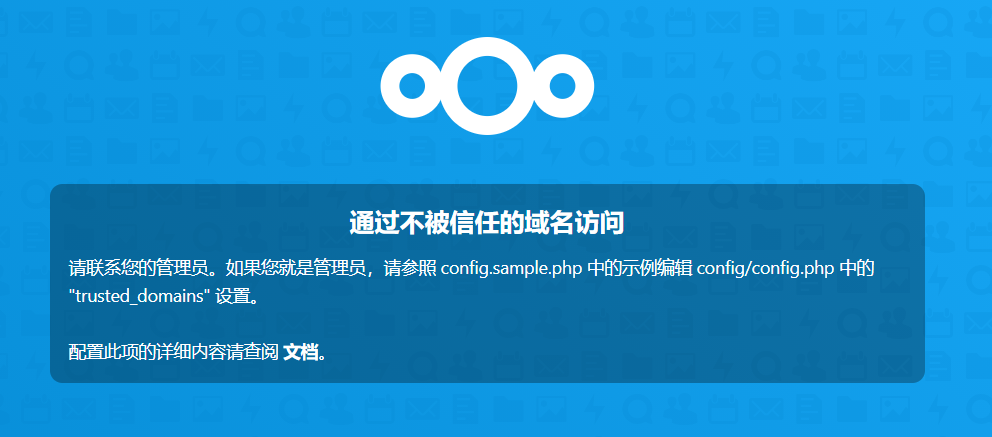 通过不被信任的域名访问
请联系您的管理员。如果您就是管理员，请参照 config.sample.php 中的示例编辑 config/config.php 中的
"trusted_domains" 设置。
配置此项的详细内容请查阅 文档。